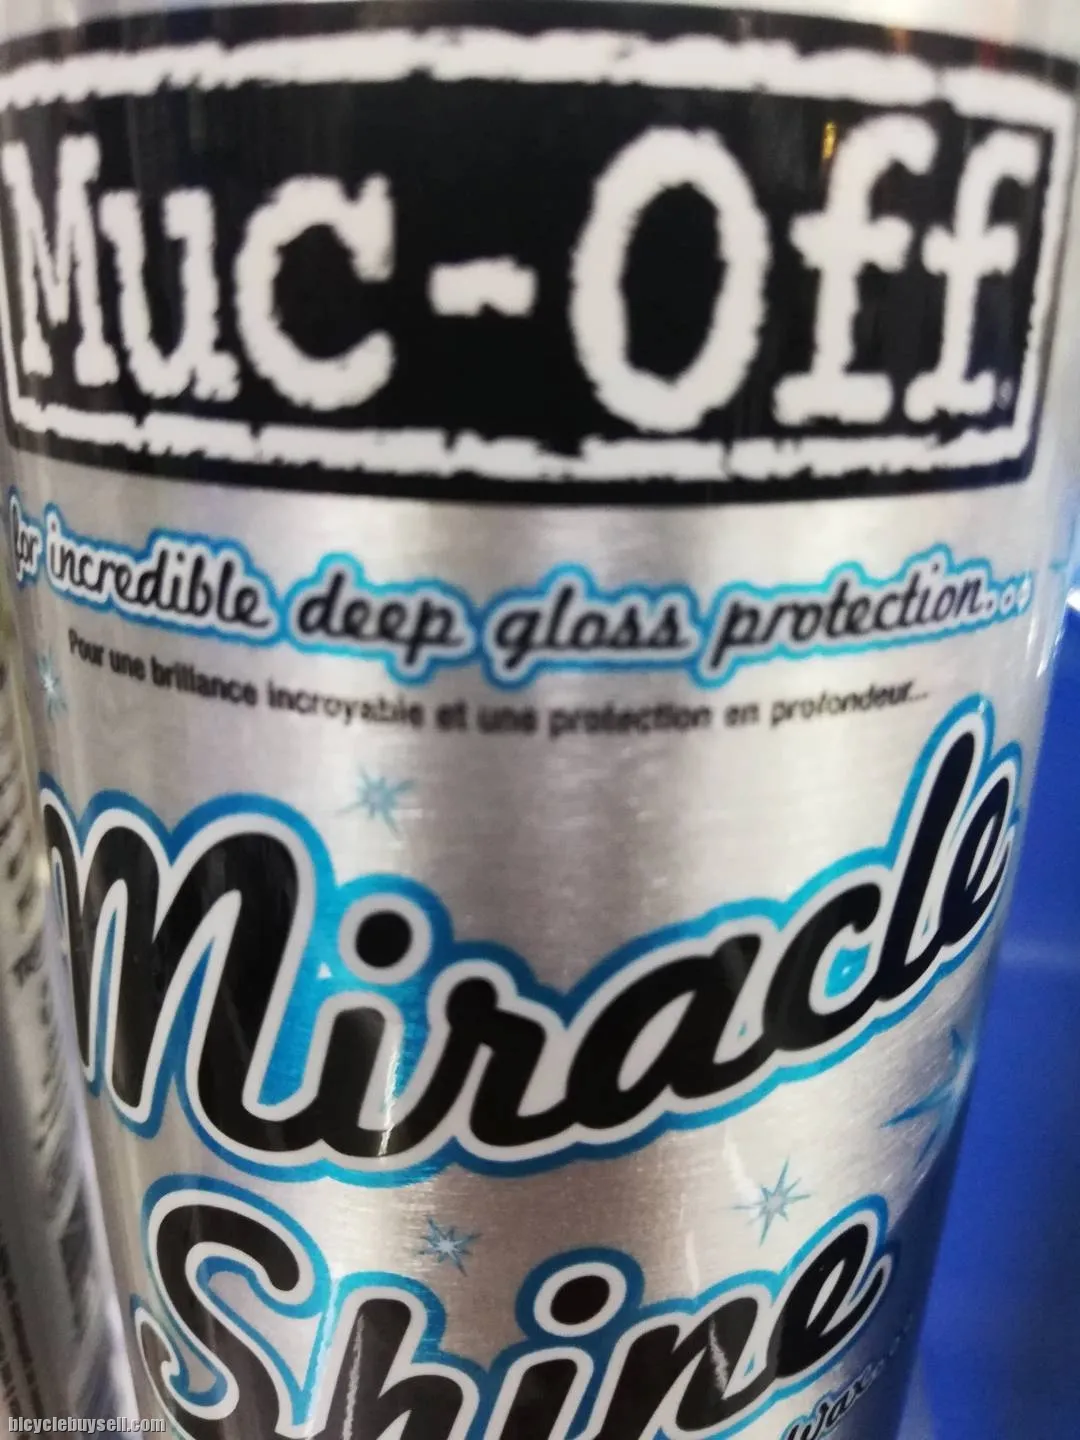 Muc-Off
for incredible deep gloss protection...
Pour une brillance incroyable et une protection en profondeur...
Miracle
Shine
Wax
bicyclebuysell.com